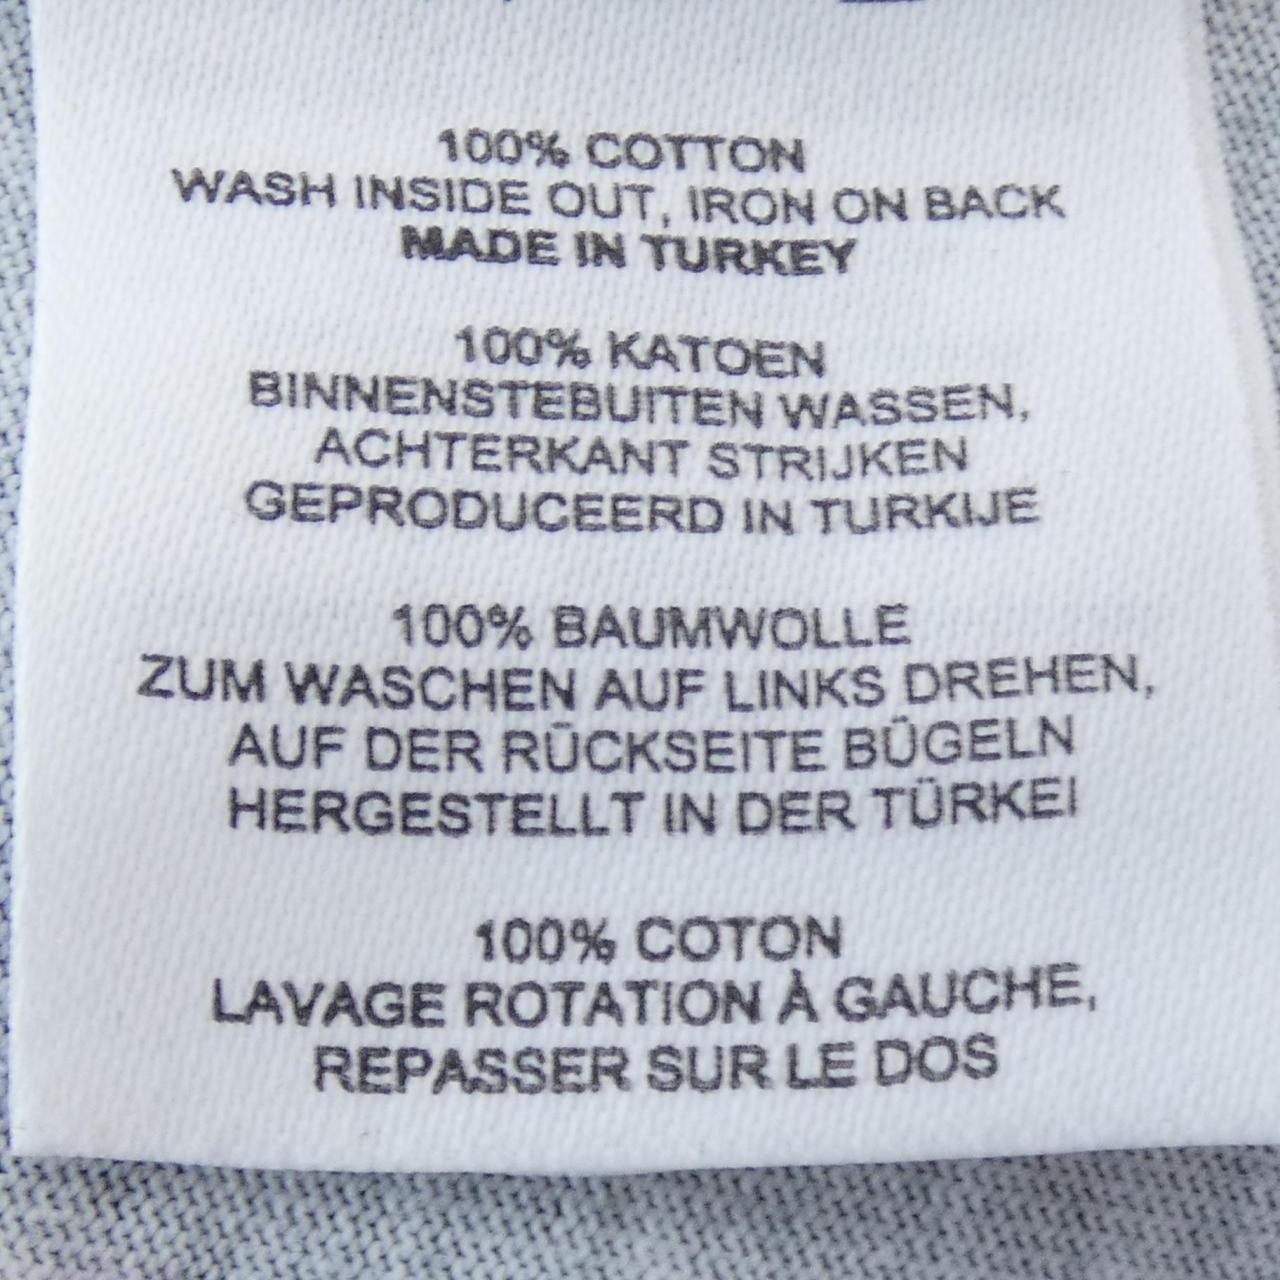 100% COTTON
WASH INSIDE OUT, IRON ON BACK
MADE IN TURKEY
100% KATOEN
BINNENSTEBUITEN WASSEN,
ACHTERKANT STRIJKEN
GEPRODUCEERD IN TURKIJE
100% BAUMWOLLE
ZUM WASCHEN AUF LINKS DREHEN,
AUF DER RÜCKSEITE BÜGELN
HERGESTELLT IN DER TÜRKEI
100% COTON
LAVAGE ROTATION À GAUCHE,
REPASSER SUR LE DOS